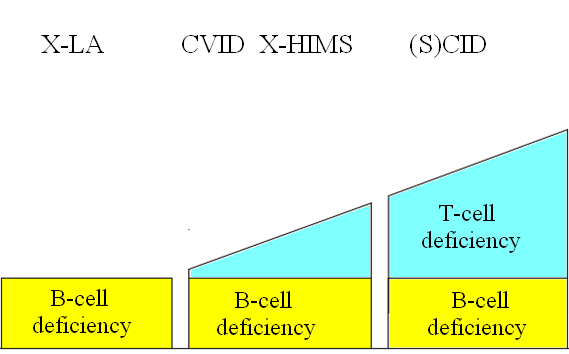 X-LA CVID X-HIMS (S)CID
T-cell
deficiency
B-cell
deficiency
B-cell
deficiency
B-cell
deficiency